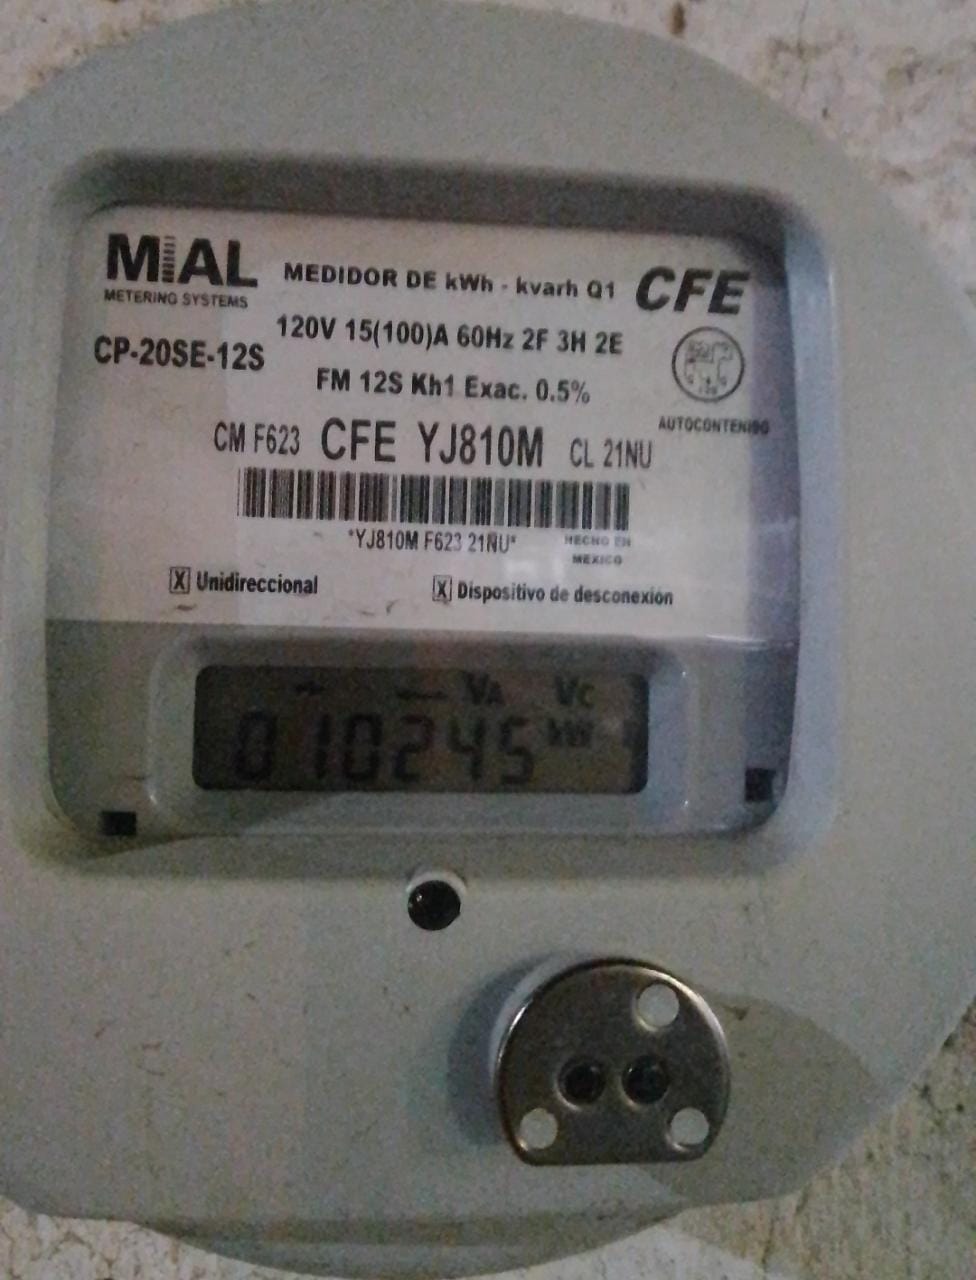 MIAL
METERING SYSTEMS
MEDIDOR DE kWh - kvarh Q1
CFE
CP-20SE-12S
120V 15(100)A 60Hz 2F 3H 2E
FM 12S Kh1 Exac. 0.5%
AUTOCONTENIDO
CM F623 CFE YJ810M CL 21NU
*YJ810M F623 21NU*
HECHO EN
MEXICO
X Unidireccional
X Dispositivo de desconexión
VA VC
010245 kW